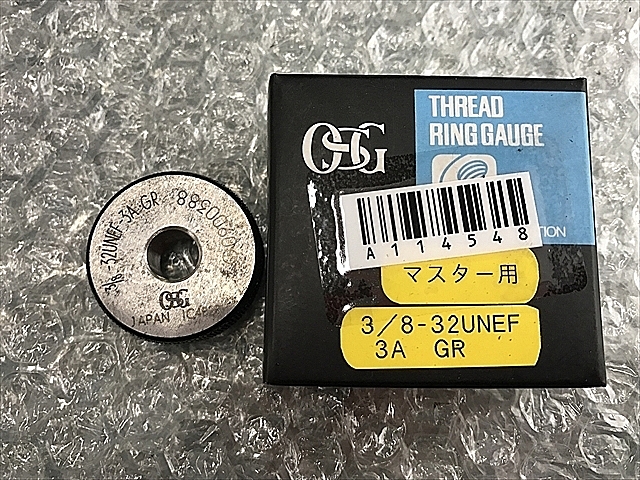 3/8-32UNEF-3A.GR
OSG
JAPAN
THREAD
RING GAUGE
OSG
A114548
マスター用
3/8-32UNEF
3A GR